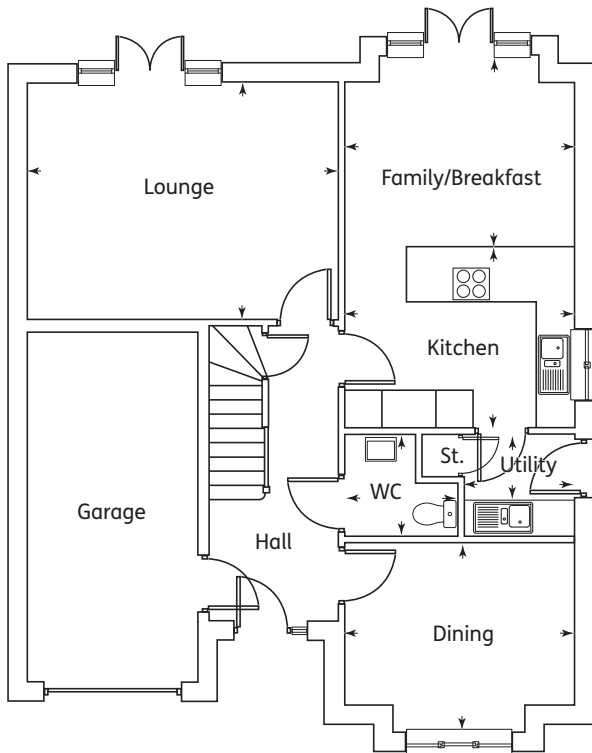 Lounge
Family/Breakfast
Kitchen
St.
Utility
WC
Garage
Hall
Dining